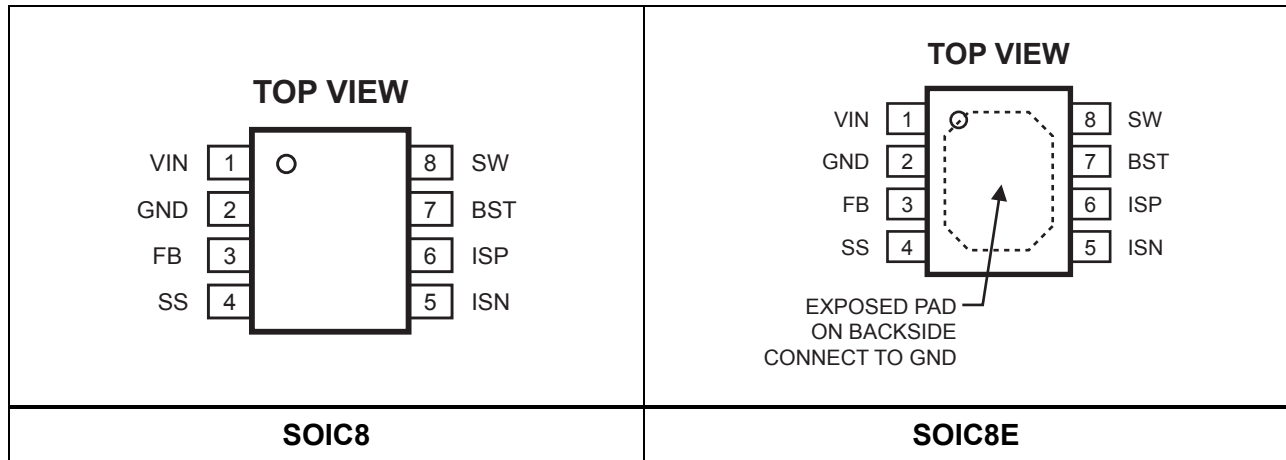 TOP VIEW
VIN 1 8 SW
GND 2 7 BST
FB 3 6 ISP
SS 4 5 ISN
SOIC8
TOP VIEW
VIN 1 8 SW
GND 2 7 BST
FB 3 6 ISP
SS 4 5 ISN
EXPOSED PAD
ON BACKSIDE
CONNECT TO GND
SOIC8E